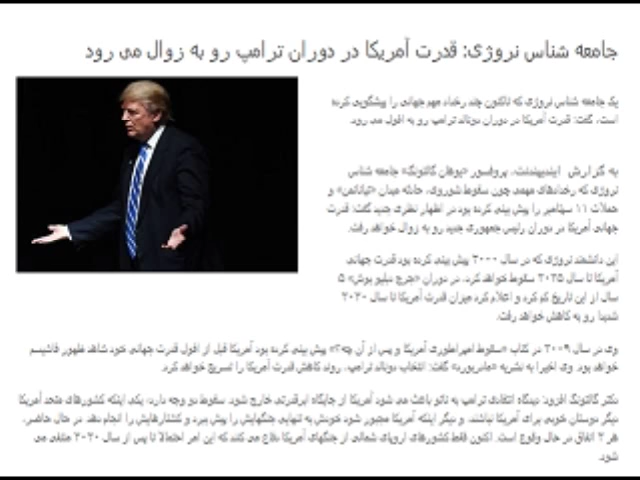 جامعه شناس نروژی: قدرت آمریکا در دوران ترامپ رو به زوال می رود
یک جامعه شناس نروژی که تاکنون چند رخداد مهم جهانی را پیشگویی کرده
است، گفت: قدرت آمریکا در دوران دونالد ترامپ رو به افول می رود.
به گزارش ایندیپندنت، پروفسور «یوهان گالتونگ» جامعه شناس
نروژی که رخدادهای مهمی چون سقوط شوروی، حادثه میدان «تیانانمن» و
حملات ۱۱ سپتامبر را پیش بینی کرده بود در اظهار نظری جدید گفت: قدرت
جهانی آمریکا در دوران رئیس جمهوری جدید رو به زوال خواهد رفت.
این دانشمند نروژی که در سال ۲۰۰۰ پیش بینی کرده بود قدرت جهانی
آمریکا تا سال ۲۰۲۵ سقوط خواهد کرد، در دوران «جرج دبلیو بوش» ۵
سال از این تاریخ کم کرد و اعلام کرد میزان قدرت آمریکا تا سال ۲۰۲۰
شدیدا رو به کاهش خواهد رفت.
وی در سال ۲۰۰۹ در کتاب «سقوط امپراطوری آمریکا و پس از آن چه؟» پیش بینی کرده بود آمریکا قبل از افول قدرت جهانی خود شاهد ظهور فاشیسم
خواهد بود. وی اخیرا به نشریه «مادربورد» گفت: انتخاب دونالد ترامپ، روند کاهش قدرت آمریکا را تسریع خواهد کرد.
دکتر گالتونگ افزود: دیدگاه انتقادی ترامپ به ناتو باعث می شود آمریکا از جایگاه ابرقدرتی خارج شود. سقوط دو وجه دارد: یکی اینکه کشورهای متحد آمریکا
دیگر دوستان خوبی برای آمریکا نباشند، و دیگر اینکه آمریکا مجبور شود خودش به تنهایی جنگهایش را پیش ببرد و کشتارهایش را انجام دهد. در حال حاضر،
هر ۲ اتفاق در حال وقوع است. اکنون فقط کشورهای اروپای شمالی از جنگهای آمریکا دفاع می کنند که این امر احتمالا تا پس از سال ۲۰۲۰ منتفی می
شود.